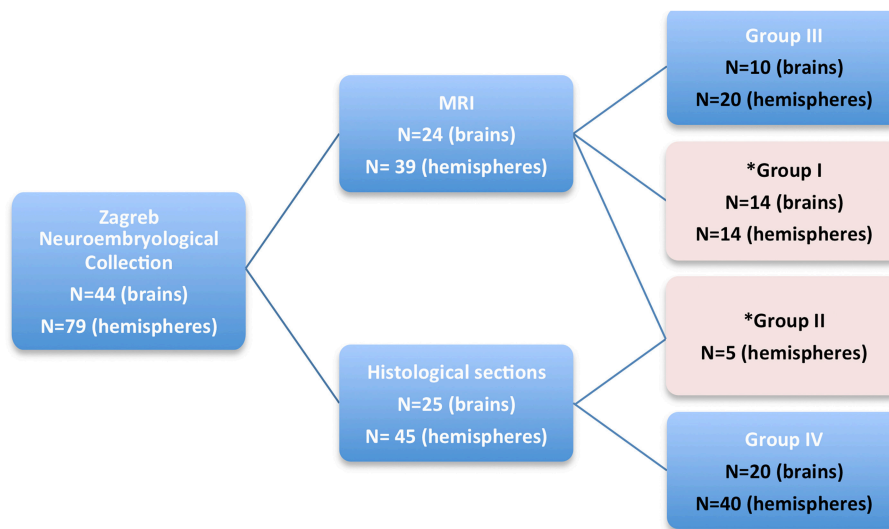 Zagreb
Neuroembryological
Collection
N=44 (brains)
N=79 (hemispheres)
MRI
N=24 (brains)
N= 39 (hemispheres)
Histological sections
N=25 (brains)
N= 45 (hemispheres)
Group III
N=10 (brains)
N=20 (hemispheres)
*Group I
N=14 (brains)
N=14 (hemispheres)
*Group II
N=5 (hemispheres)
Group IV
N=20 (brains)
N=40 (hemispheres)